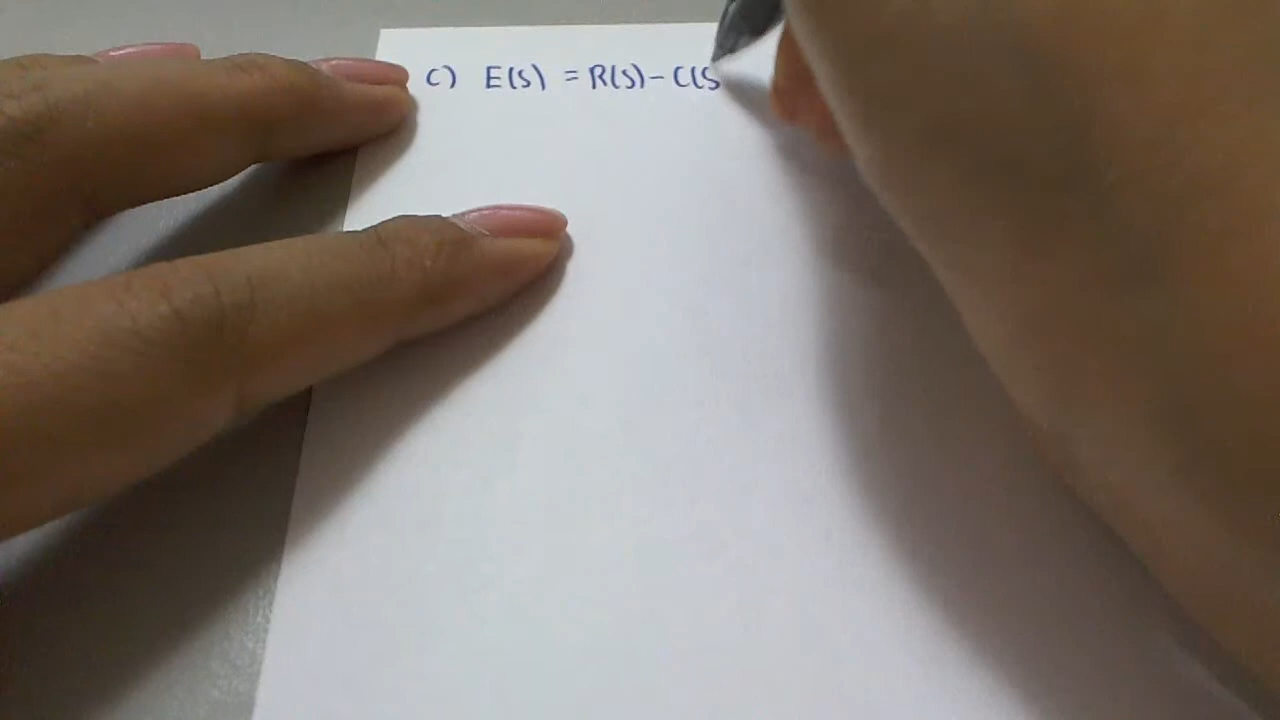 c) E(s) = R(s) - C(s